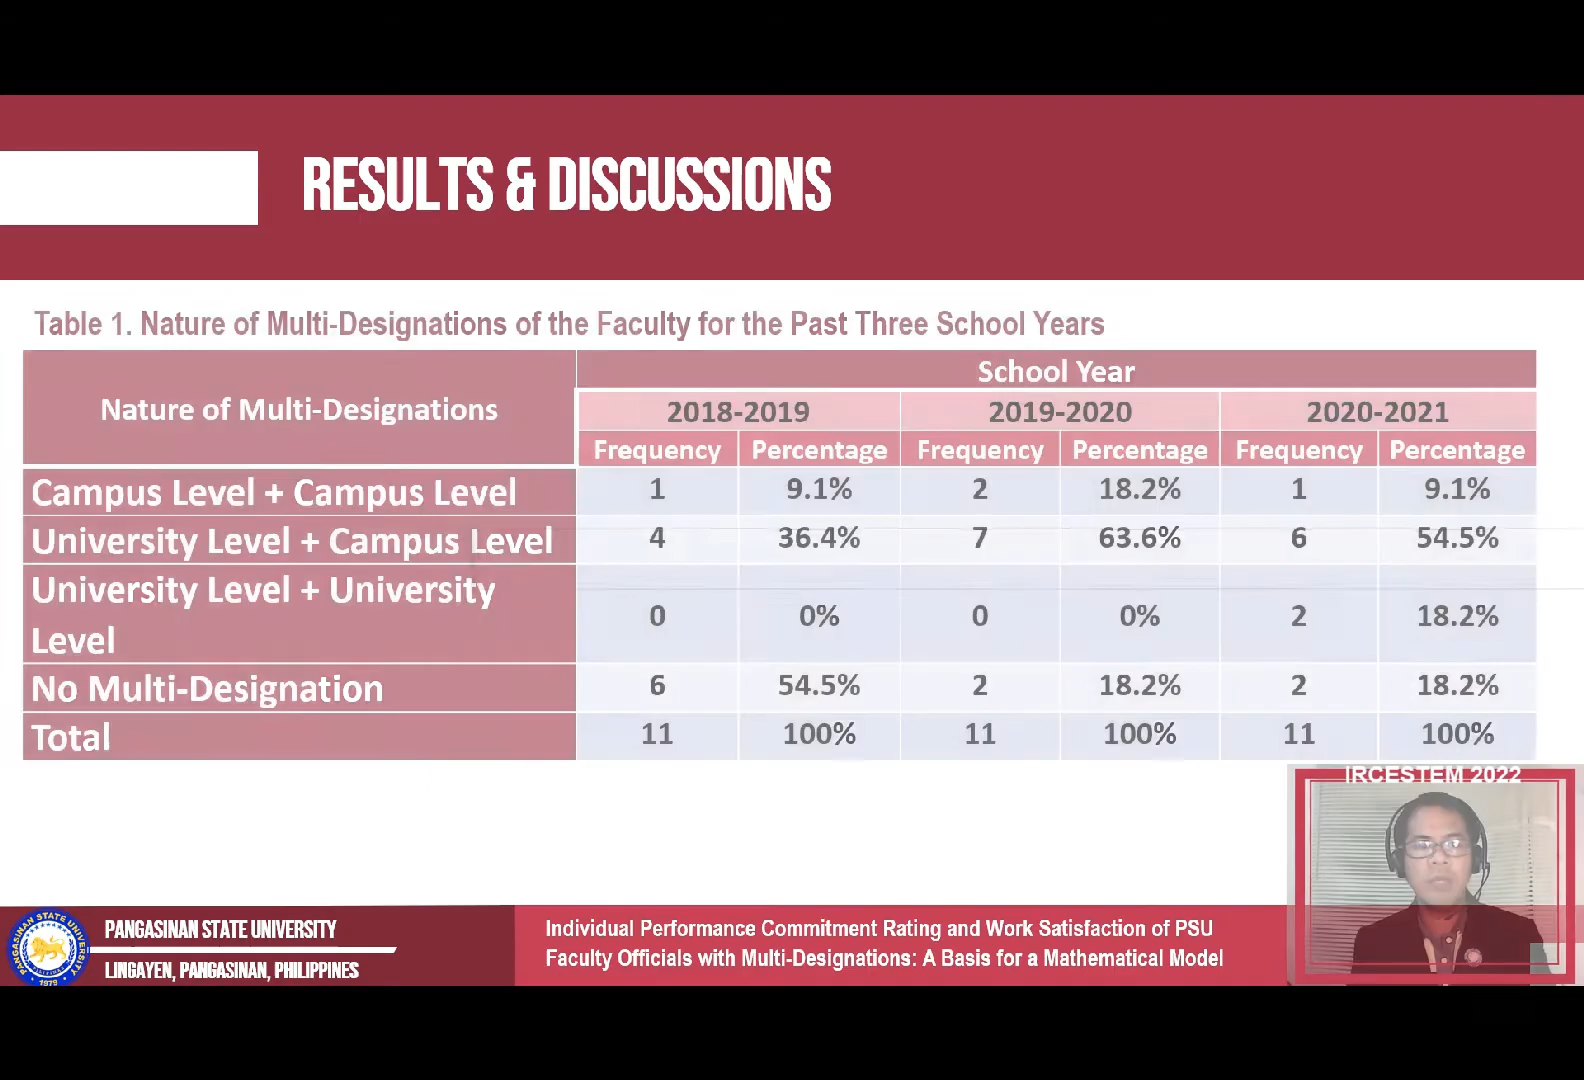 RESULTS & DISCUSSIONS
Table 1. Nature of Multi-Designations of the Faculty for the Past Three School Years
Nature of Multi-Designations
School Year
2018-2019 2019-2020 2020-2021
Frequency Percentage Frequency Percentage Frequency Percentage
Campus Level + Campus Level 1 9.1% 2 18.2% 1 9.1%
University Level + Campus Level 4 36.4% 7 63.6% 6 54.5%
University Level + University
Level 0 0% 0 0% 2 18.2%
No Multi-Designation 6 54.5% 2 18.2% 2 18.2%
Total 11 100% 11 100% 11 100%
IRCESTEM 2022
PANGASINAN STATE UNIVERSITY
1979
PANGASINAN STATE UNIVERSITY
LINGAYEN, PANGASINAN, PHILIPPINES
Individual Performance Commitment Rating and Work Satisfaction of PSU
Faculty Officials with Multi-Designations: A Basis for a Mathematical Model